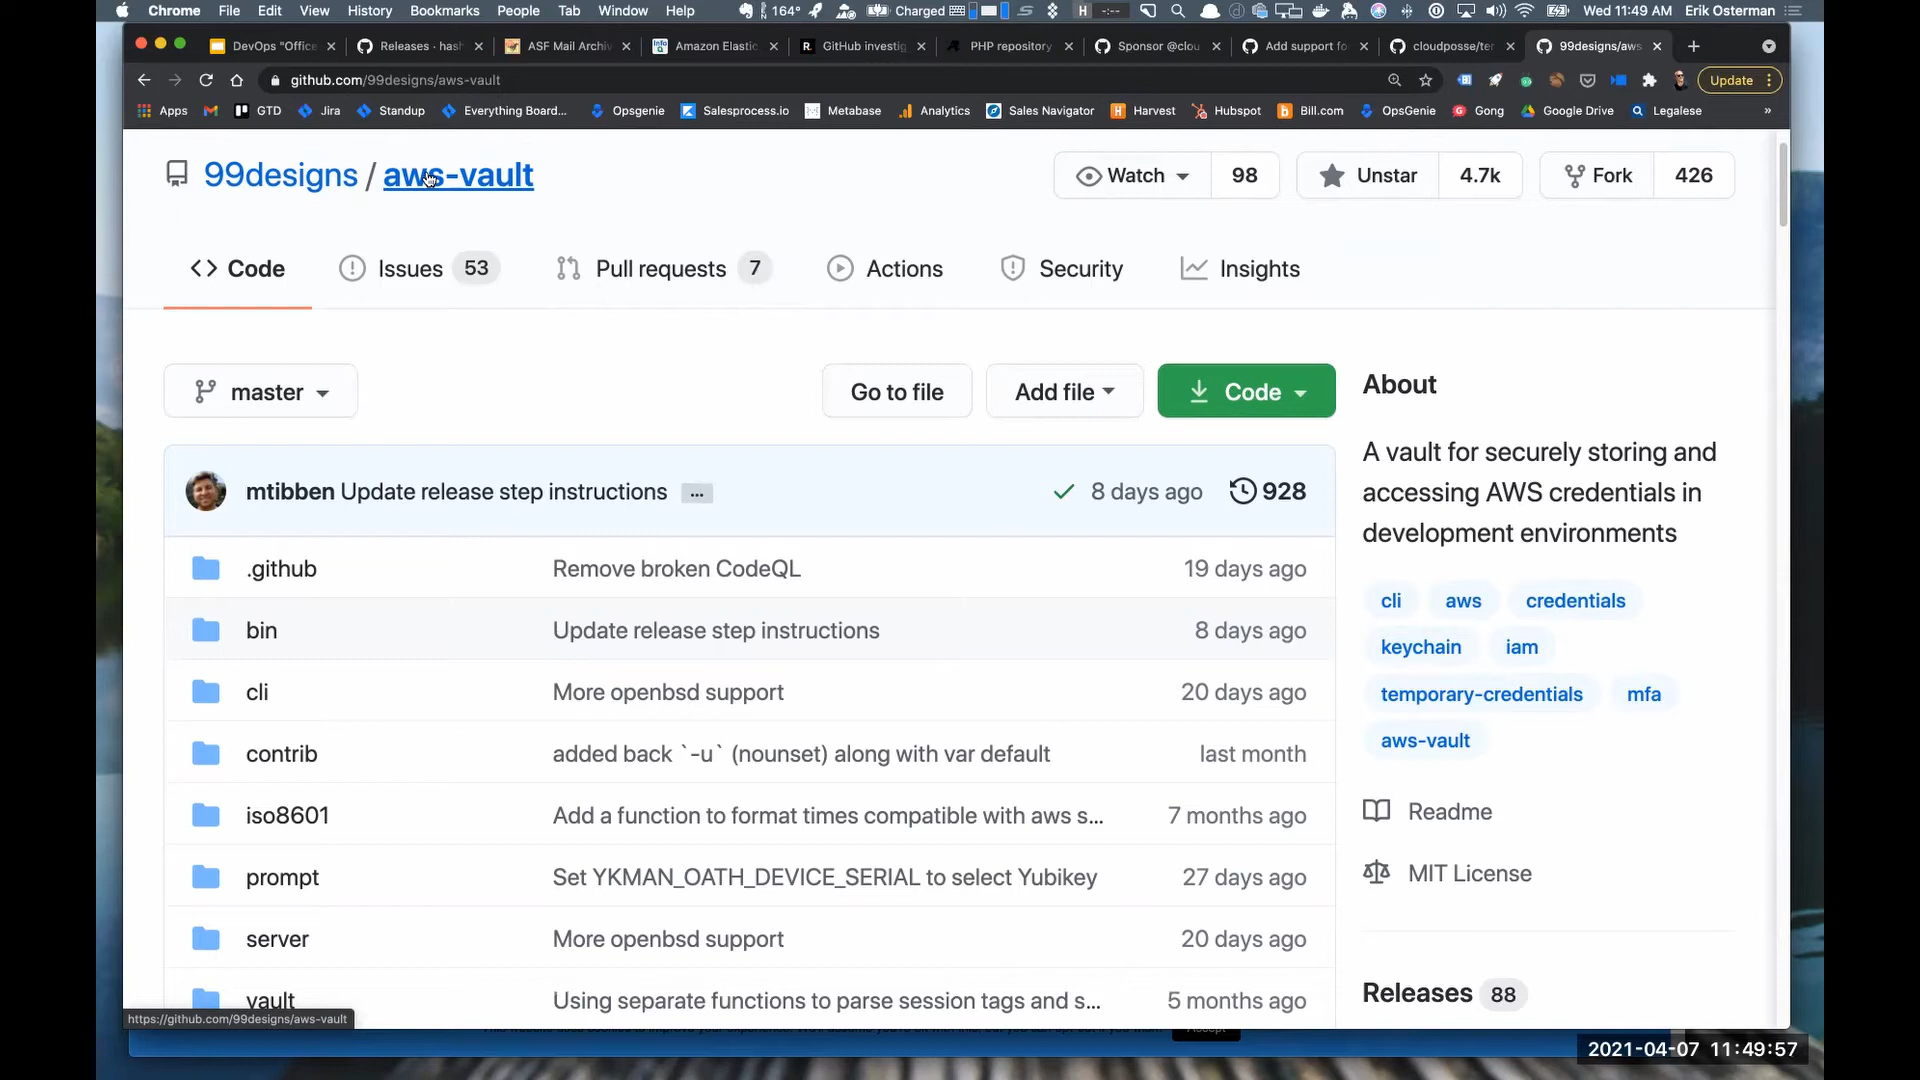 Chrome File Edit View History Bookmarks People Tab Window Help 164° Charged H -:-- Wed 11:49 AM Erik Osterman
DevOps "Office Releases · hash ASF Mail Archiv Amazon Elastic GitHub investig PHP repository Sponsor @clou Add support fo cloudposse/ter 99designs/aws
github.com/99designs/aws-vault Update
Apps GTD Jira Standup Everything Board... Opsgenie Salesprocess.io Metabase Analytics Sales Navigator Harvest Hubspot Bill.com OpsGenie Gong Google Drive Legalese »
99designs / aws-vault Watch 98 Unstar 4.7k Fork 426
Code Issues 53 Pull requests 7 Actions Security Insights
master Go to file Add file Code
About
A vault for securely storing and
accessing AWS credentials in
development environments
cli aws credentials
keychain iam
temporary-credentials mfa
aws-vault
Readme
MIT License
Releases 88
mtibben Update release step instructions ... 8 days ago 928
.github Remove broken CodeQL 19 days ago
bin Update release step instructions 8 days ago
cli More openbsd support 20 days ago
contrib added back `-u` (nounset) along with var default last month
iso8601 Add a function to format times compatible with aws s... 7 months ago
prompt Set YKMAN_OATH_DEVICE_SERIAL to select Yubikey 27 days ago
server More openbsd support 20 days ago
vault Using separate functions to parse session tags and s... 5 months ago
https://github.com/99designs/aws-vault
2021-04-07 11:49:57